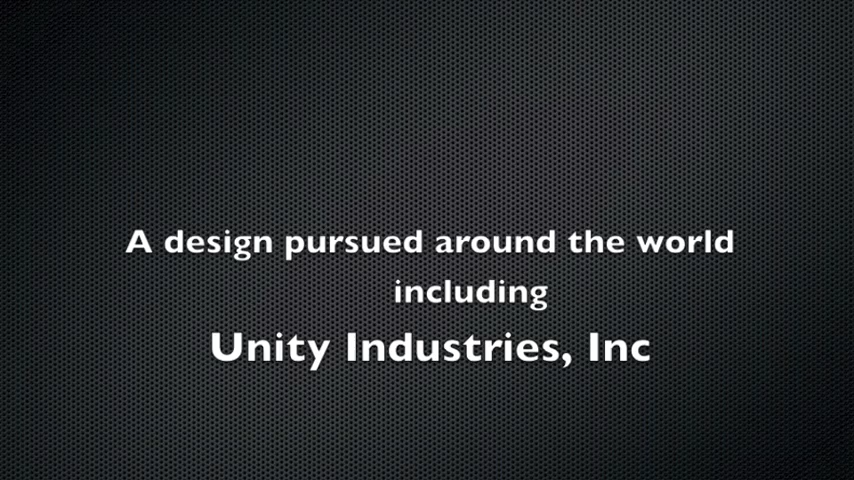 A design pursued around the world
including
Unity Industries, Inc